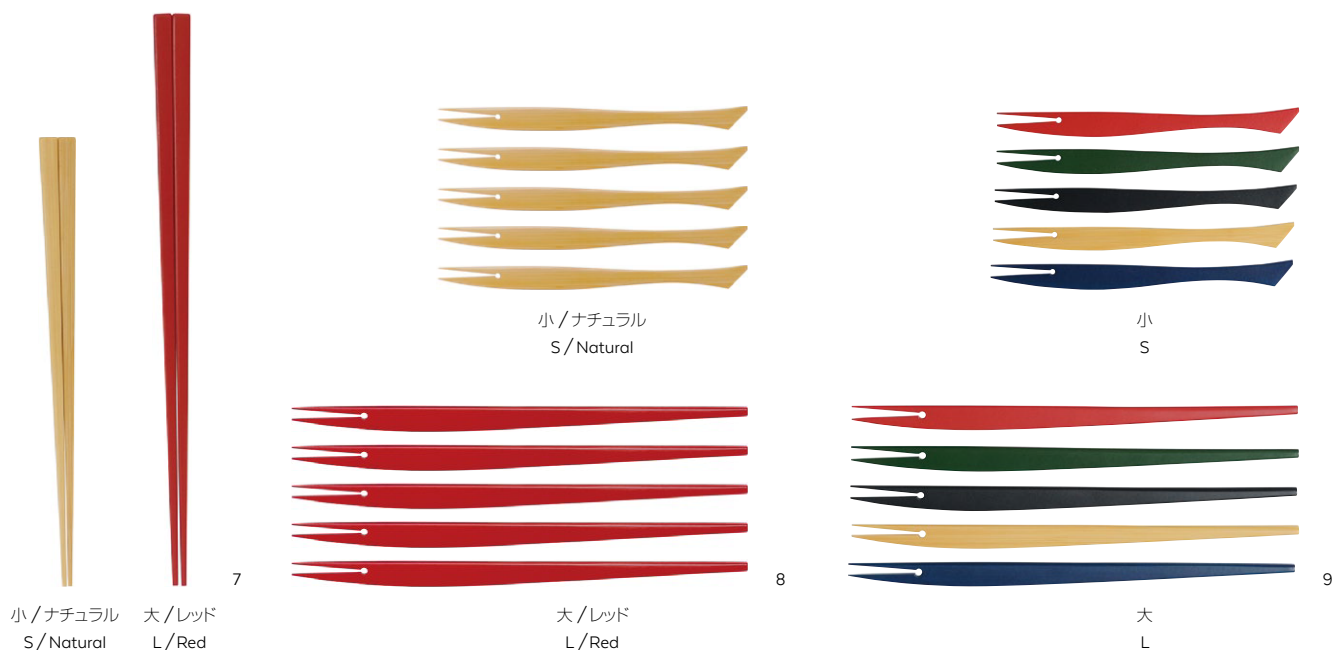 小 / ナチュラル
S / Natural
大 / レッド
L / Red
7
小 / ナチュラル
S / Natural
大 / レッド
L / Red
8
小
S
大
L
9